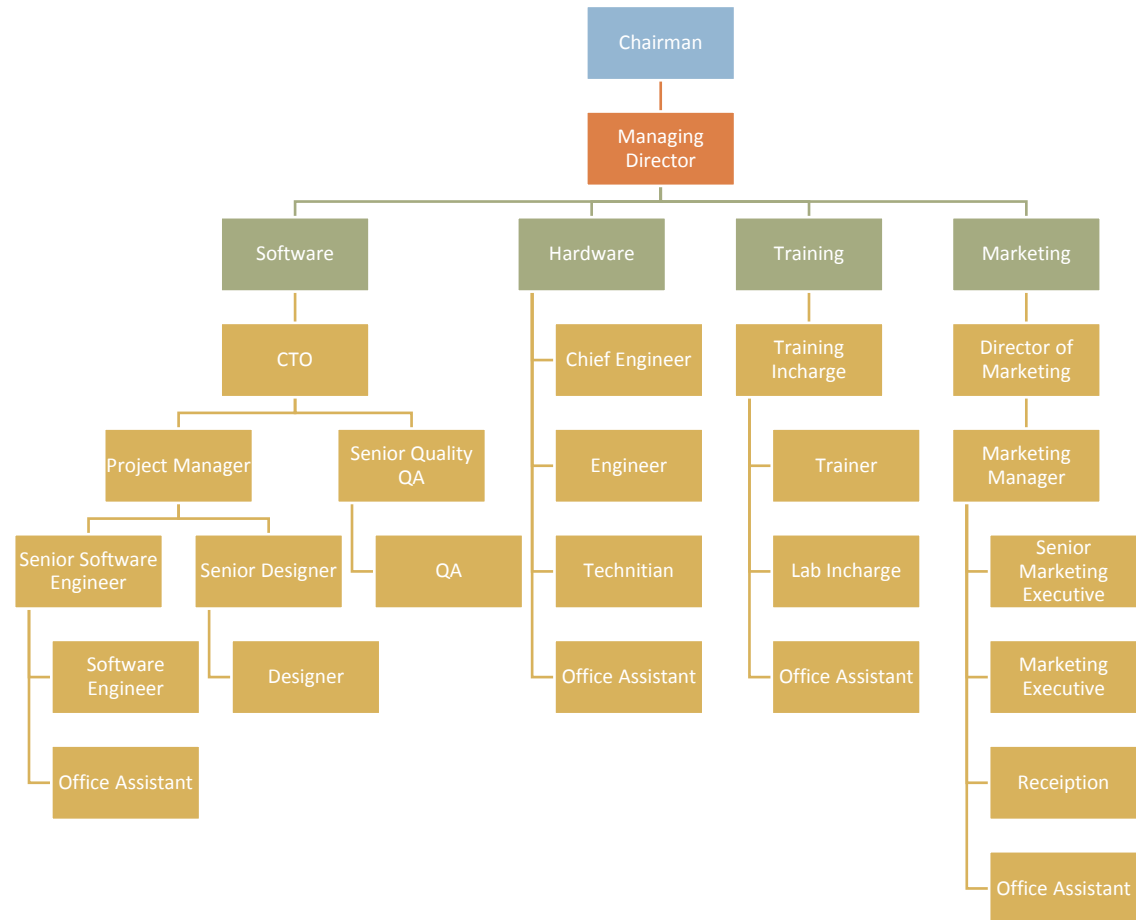 Chairman
Managing
Director
Software
Hardware
Training
Marketing
CTO
Chief Engineer
Training
Incharge
Director of
Marketing
Project Manager
Senior Quality
QA
Engineer
Trainer
Marketing
Manager
Senior Software
Engineer
Senior Designer
QA
Technitian
Lab Incharge
Senior
Marketing
Executive
Software
Engineer
Designer
Office Assistant
Office Assistant
Marketing
Executive
Office Assistant
Receiption
Office Assistant